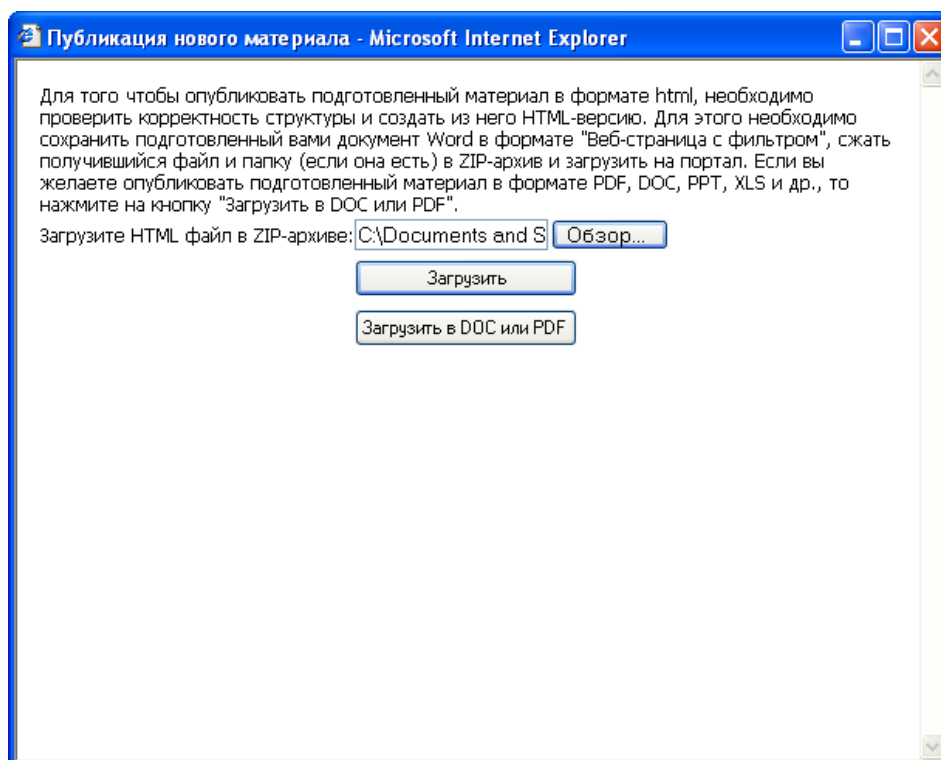 Публикация нового материала - Microsoft Internet Explorer
Для того чтобы опубликовать подготовленный материал в формате html, необходимо
проверить корректность структуры и создать из него HTML-версию. Для этого необходимо
сохранить подготовленный вами документ Word в формате "Веб-страница с фильтром", сжать
получившийся файл и папку (если она есть) в ZIP-архив и загрузить на портал. Если вы
желаете опубликовать подготовленный материал в формате PDF, DOC, PPT, XLS и др., то
нажмите на кнопку "Загрузить в DOC или PDF".
Загрузите HTML файл в ZIP-архиве: C:\Documents and S Обзор...
Загрузить
Загрузить в DOC или PDF